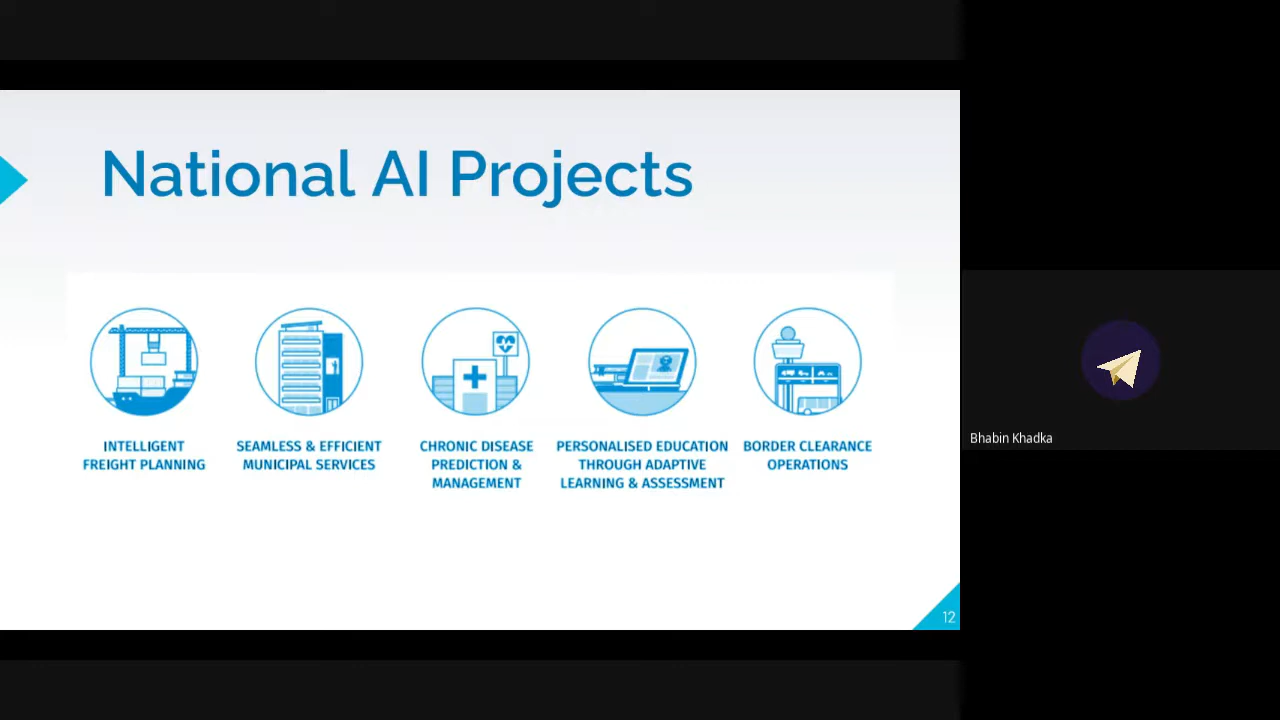 National AI Projects
INTELLIGENT
FREIGHT PLANNING
SEAMLESS & EFFICIENT
MUNICIPAL SERVICES
CHRONIC DISEASE
PREDICTION &
MANAGEMENT
PERSONALISED EDUCATION
THROUGH ADAPTIVE
LEARNING & ASSESSMENT
BORDER CLEARANCE
OPERATIONS
12
Bhabin Khadka